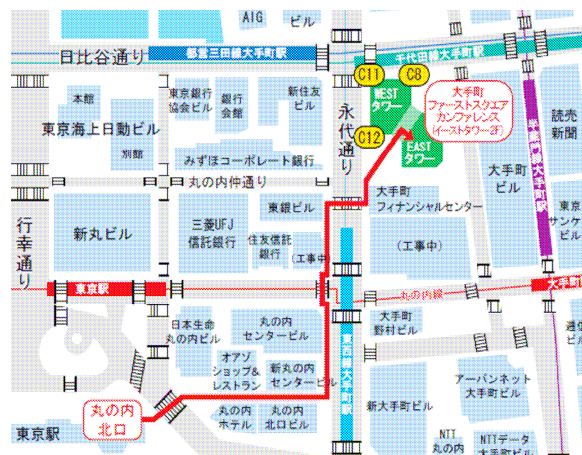 AIG
ビル
日比谷通り
都営三田線大手町駅
千代田線大手町駅
C11
C8
WEST
タワー
大手町
ファーストスクエア
カンファレンス
(イーストタワー2F)
C12
EAST
タワー
本館
東京海上日動ビル
別館
東京銀行
協会ビル
銀行
会館
新住友
ビル
みずほコーポレート銀行
永代通り
読売
新聞
大手町
ビル
丸の内仲通り
行幸通り
新丸ビル
三菱UFJ
信託銀行
東銀ビル
住友信託
銀行
(工事中)
大手町
フィナンシャルセンター
(工事中)
東京
サンケイ
ビル
東京駅
丸の内線
大手町
日本生命
丸の内ビル
丸の内
センタービル
オアゾ
ショップ&
レストラン
新丸の内
センタービル
大手町
野村ビル
通信
ビル
アーバンネット
大手町ビル
丸の内
北口
東京駅
丸の内
ホテル
丸の内
北口ビル
新大手町ビル
NTT
丸の内
NTTデータ
大手町ビル